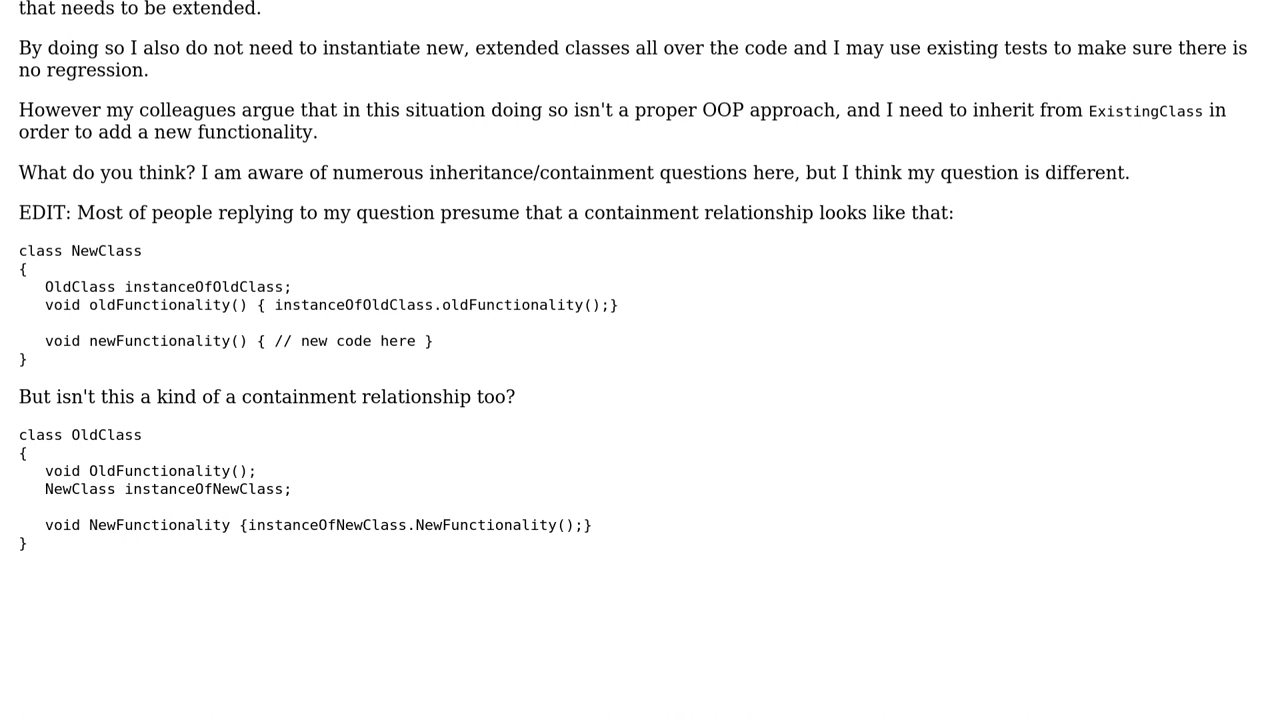 that needs to be extended.
By doing so I also do not need to instantiate new, extended classes all over the code and I may use existing tests to make sure there is
no regression.
However my colleagues argue that in this situation doing so isn't a proper OOP approach, and I need to inherit from ExistingClass in
order to add a new functionality.
What do you think? I am aware of numerous inheritance/containment questions here, but I think my question is different.
EDIT: Most of people replying to my question presume that a containment relationship looks like that:
class NewClass
{
   OldClass instanceOfOldClass;
   void oldFunctionality() { instanceOfOldClass.oldFunctionality();}
   void newFunctionality() { // new code here }
}
But isn't this a kind of a containment relationship too?
class OldClass
{
   void OldFunctionality();
   NewClass instanceOfNewClass;
   void NewFunctionality {instanceOfNewClass.NewFunctionality();}
}